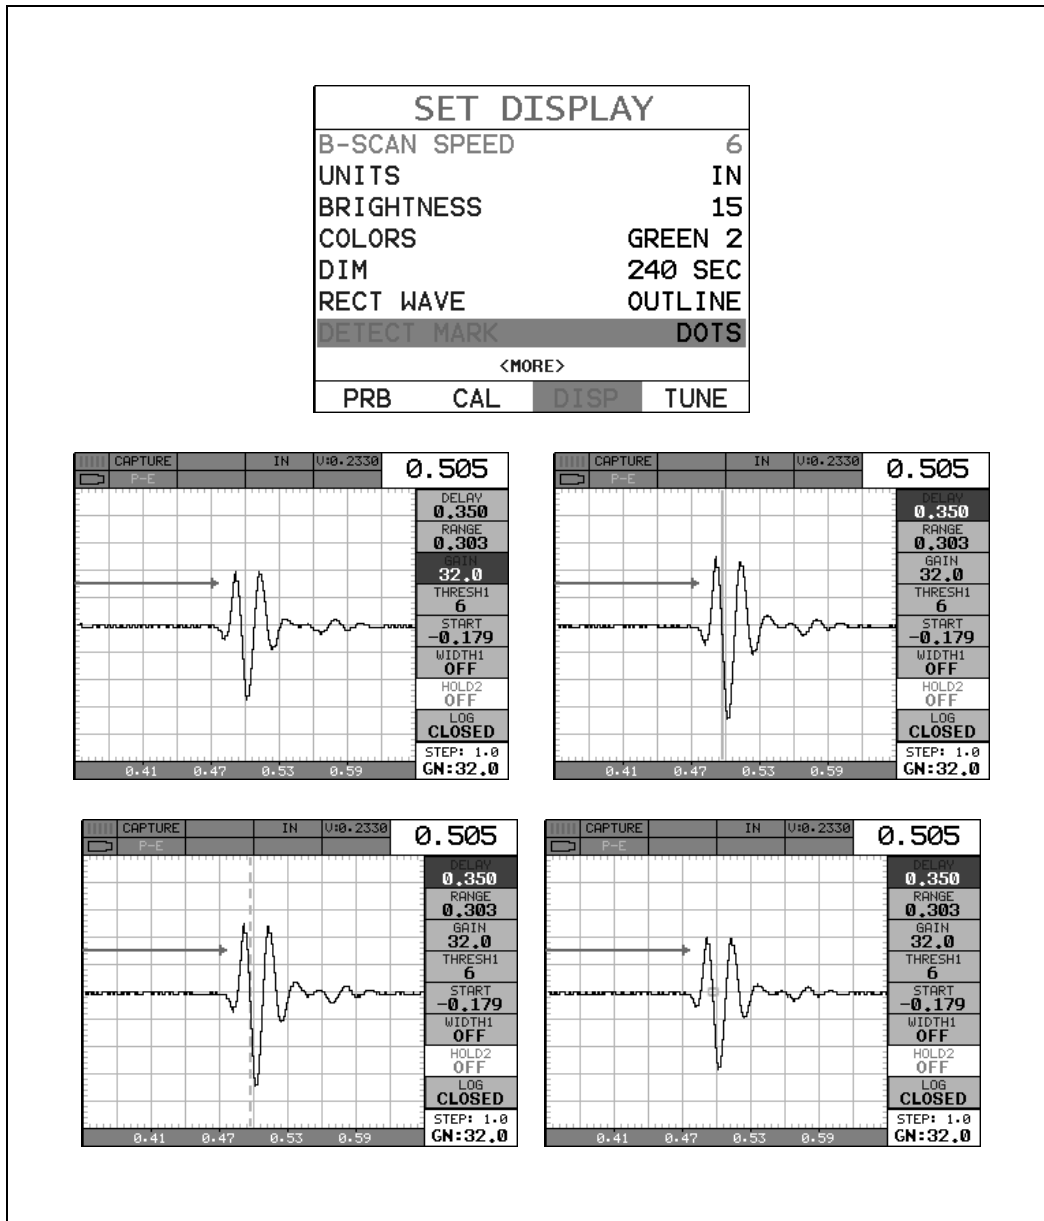 SET DISPLAY
B-SCAN SPEED 6
UNITS IN
BRIGHTNESS 15
COLORS GREEN 2
DIM 240 SEC
RECT WAVE OUTLINE
DETECT MARK DOTS
<MORE>
PRB CAL DISP TUNE
CAPTURE IN V:0.2330 0.505
P-E
DELAY
0.350
RANGE
0.303
GAIN
32.0
THRESH1
6
START
-0.179
WIDTH1
OFF
HOLD2
OFF
LOG
CLOSED
STEP: 1.0
0.41 0.47 0.53 0.59 GN:32.0
CAPTURE IN V:0.2330 0.505
P-E
DELAY
0.350
RANGE
0.303
GAIN
32.0
THRESH1
6
START
-0.179
WIDTH1
OFF
HOLD2
OFF
LOG
CLOSED
STEP: 1.0
0.41 0.47 0.53 0.59 GN:32.0
CAPTURE IN V:0.2330 0.505
P-E
DELAY
0.350
RANGE
0.303
GAIN
32.0
THRESH1
6
START
-0.179
WIDTH1
OFF
HOLD2
OFF
LOG
CLOSED
STEP: 1.0
0.41 0.47 0.53 0.59 GN:32.0
CAPTURE IN V:0.2330 0.505
P-E
DELAY
0.350
RANGE
0.303
GAIN
32.0
THRESH1
6
START
-0.179
WIDTH1
OFF
HOLD2
OFF
LOG
CLOSED
STEP: 1.0
0.41 0.47 0.53 0.59 GN:32.0